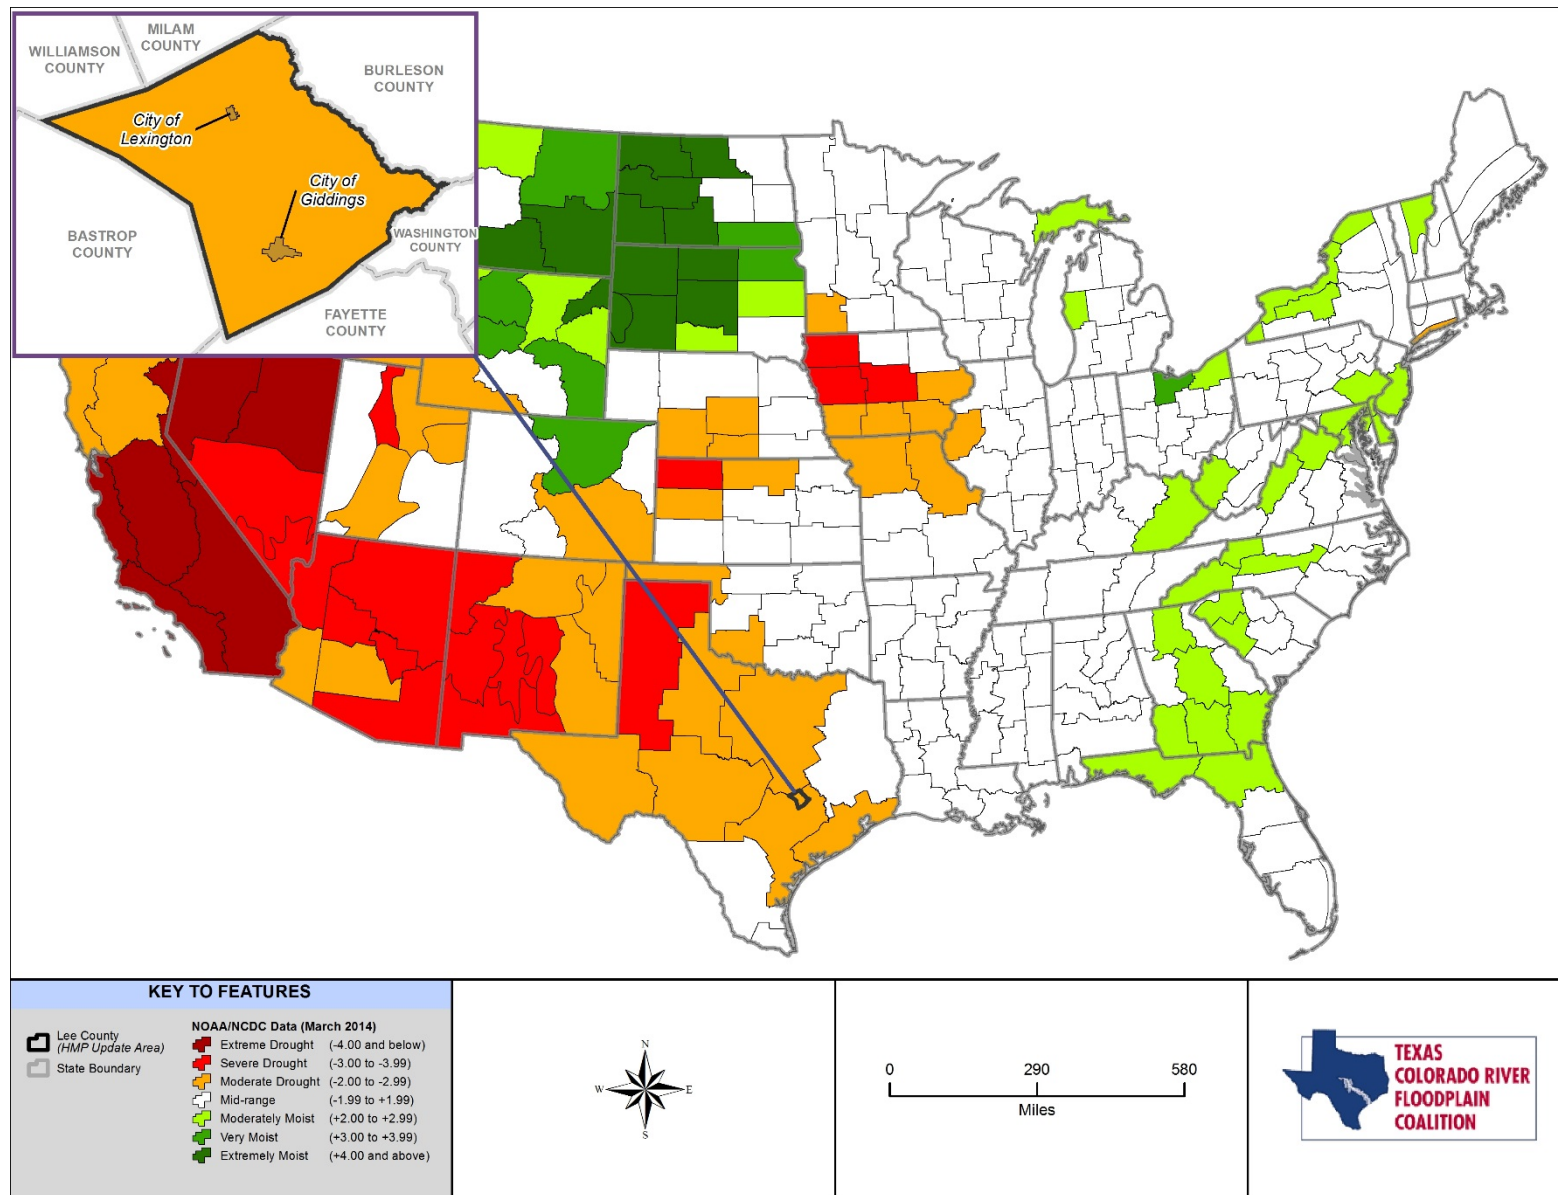 MILAM
COUNTY
WILLIAMSON
COUNTY
BURLESON
COUNTY
City of
Lexington
City of
Giddings
BASTROP
COUNTY
WASHINGTON
COUNTY
FAYETTE
COUNTY
KEY TO FEATURES
Lee County
(HMP Update Area)
State Boundary
NOAA/NCDC Data (March 2014)
Extreme Drought (-4.00 and below)
Severe Drought (-3.00 to -3.99)
Moderate Drought (-2.00 to -2.99)
Mid-range (-1.99 to +1.99)
Moderately Moist (+2.00 to +2.99)
Very Moist (+3.00 to +3.99)
Extremely Moist (+4.00 and above)
N
W E
S
0 290 580
Miles
TEXAS
COLORADO RIVER
FLOODPLAIN
COALITION